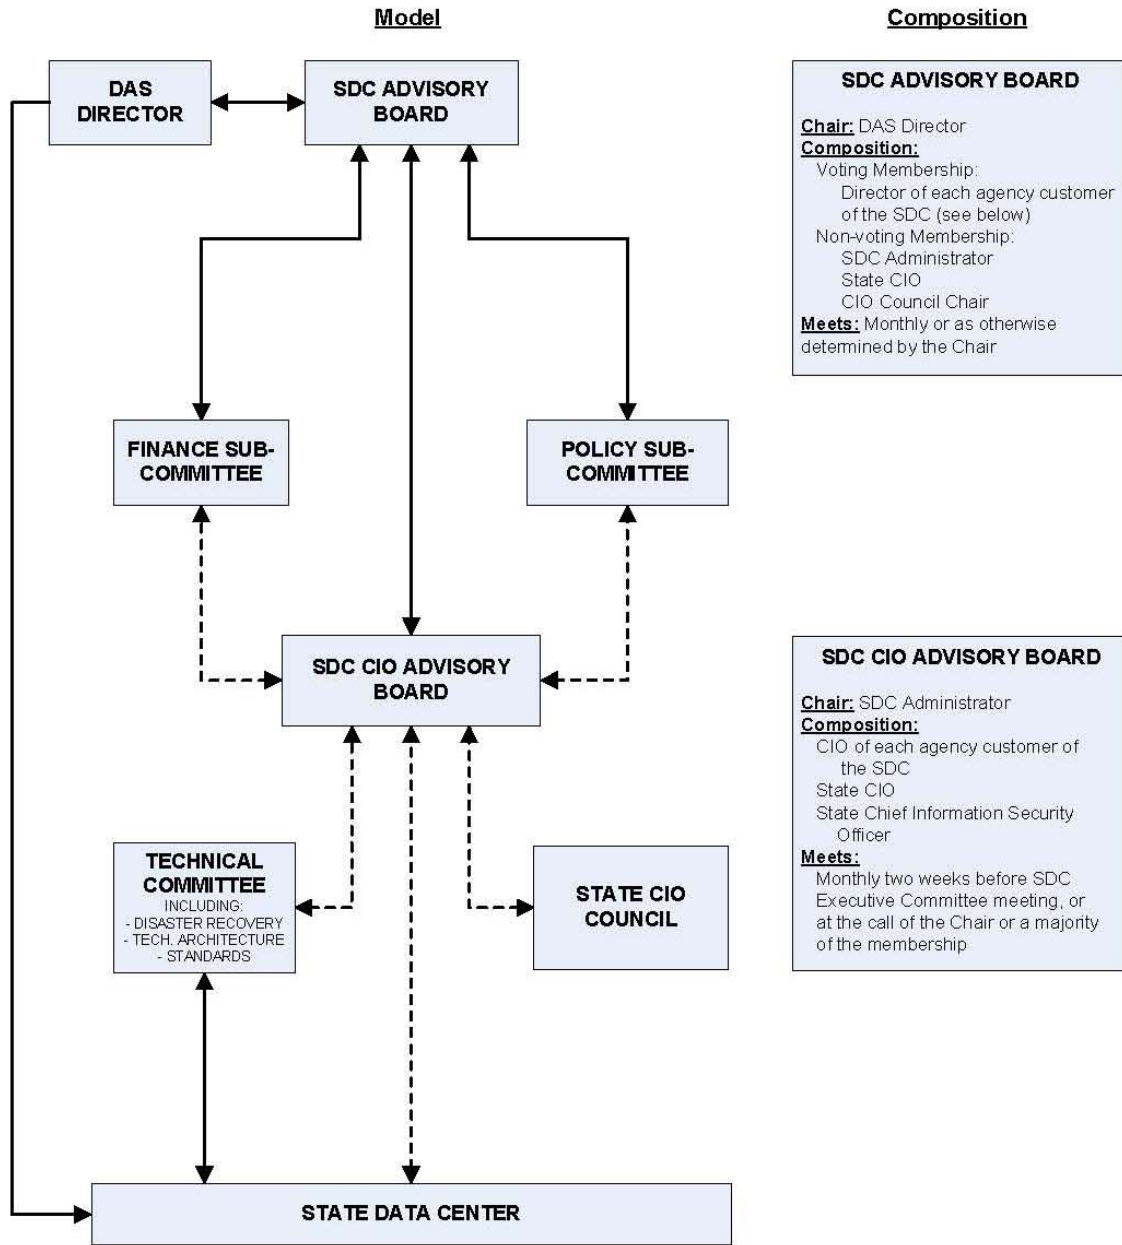 Model
Composition
DAS
DIRECTOR
SDC ADVISORY
BOARD
FINANCE SUB-
COMMITTEE
POLICY SUB-
COMMITTEE
SDC CIO ADVISORY
BOARD
TECHNICAL
COMMITTEE
INCLUDING:
- DISASTER RECOVERY
- TECH. ARCHITECTURE
- STANDARDS
STATE CIO
COUNCIL
STATE DATA CENTER
SDC ADVISORY BOARD
Chair: DAS Director
Composition:
Voting Membership:
Director of each agency customer
of the SDC (see below)
Non-voting Membership:
SDC Administrator
State CIO
CIO Council Chair
Meets: Monthly or as otherwise
determined by the Chair
SDC CIO ADVISORY BOARD
Chair: SDC Administrator
Composition:
CIO of each agency customer of
the SDC
State CIO
State Chief Information Security
Officer
Meets:
Monthly two weeks before SDC
Executive Committee meeting, or
at the call of the Chair or a majority
of the membership